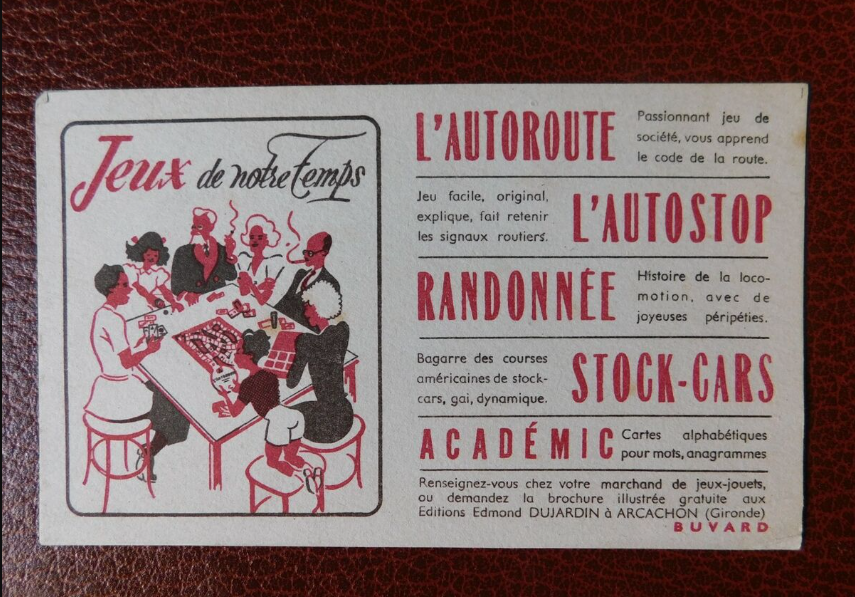 Jeux de notre Temps
L'AUTOROUTE
Passionnant jeu de
société, vous apprend
le code de la route.
Jeu facile, original,
explique, fait retenir
les signaux routiers.
L'AUTOSTOP
RANDONNÉE
Histoire de la loco-
motion, avec de
joyeuses péripéties.
Bagarre des courses
américaines de stock-
cars, gai, dynamique.
STOCK-CARS
ACADÉMIC
Cartes alphabétiques
pour mots, anagrammes
Renseignez-vous chez votre marchand de jeux-jouets,
ou demandez la brochure illustrée gratuite aux
Editions Edmond DUJARDIN à ARCACHON (Gironde)
BUVARD